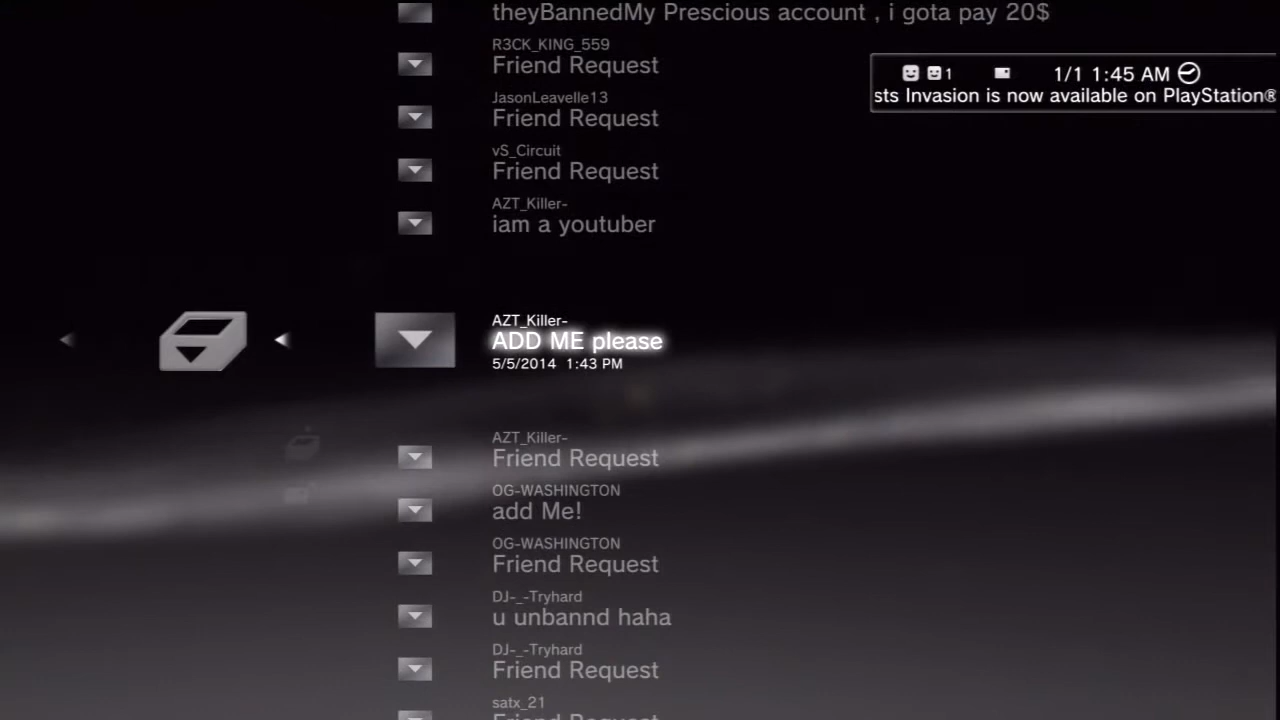 theyBannedMy Prescious account , i gota pay 20$
R3CK_KING_559
Friend Request
1
1/1 1:45 AM
sts Invasion is now available on PlayStation®
JasonLeavelle13
Friend Request
vS_Circuit
Friend Request
AZT_Killer-
iam a youtuber
AZT_Killer-
ADD ME please
5/5/2014 1:43 PM
AZT_Killer-
Friend Request
OG-WASHINGTON
add Me!
OG-WASHINGTON
Friend Request
DJ-_-Tryhard
u unbannd haha
DJ-_-Tryhard
Friend Request
satx_21
Friend Request